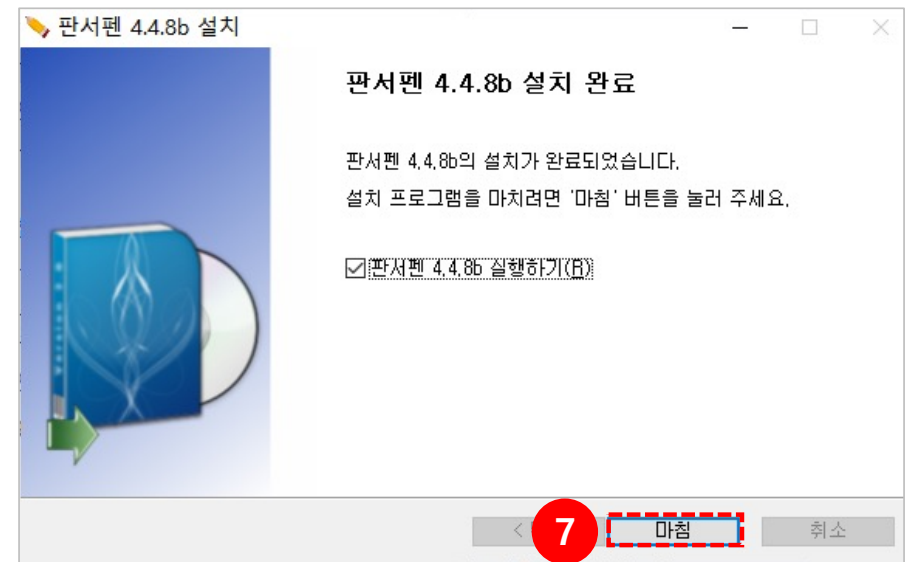 판서펜 4.4.8b 설치
판서펜 4.4.8b 설치 완료
판서펜 4.4.8b의 설치가 완료되었습니다.
설치 프로그램을 마치려면 '마침' 버튼을 눌러 주세요.
판서펜 4.4.8b 실행하기(R)
< 7 마침 취소